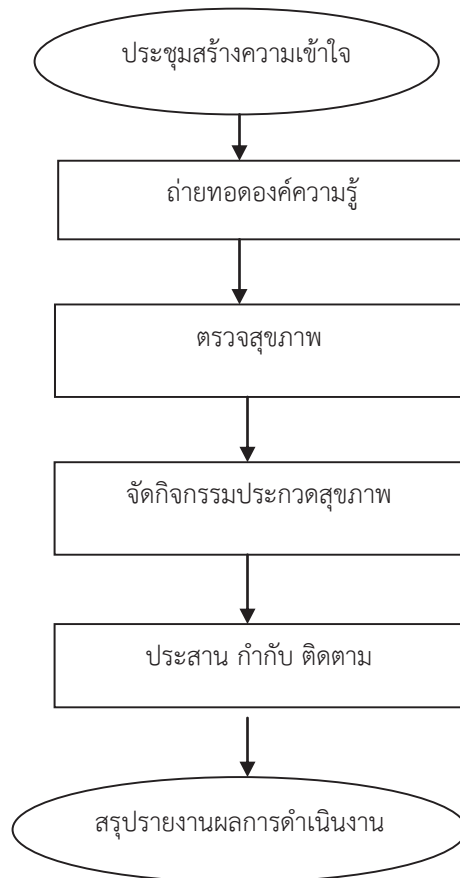 ประชุมสร้างความเข้าใจ
ถ่ายทอดองค์ความรู้
ตรวจสุขภาพ
จัดกิจกรรมประกวดสุขภาพ
ประสาน กำกับ ติดตาม
สรุปรายงานผลการดำเนินงาน